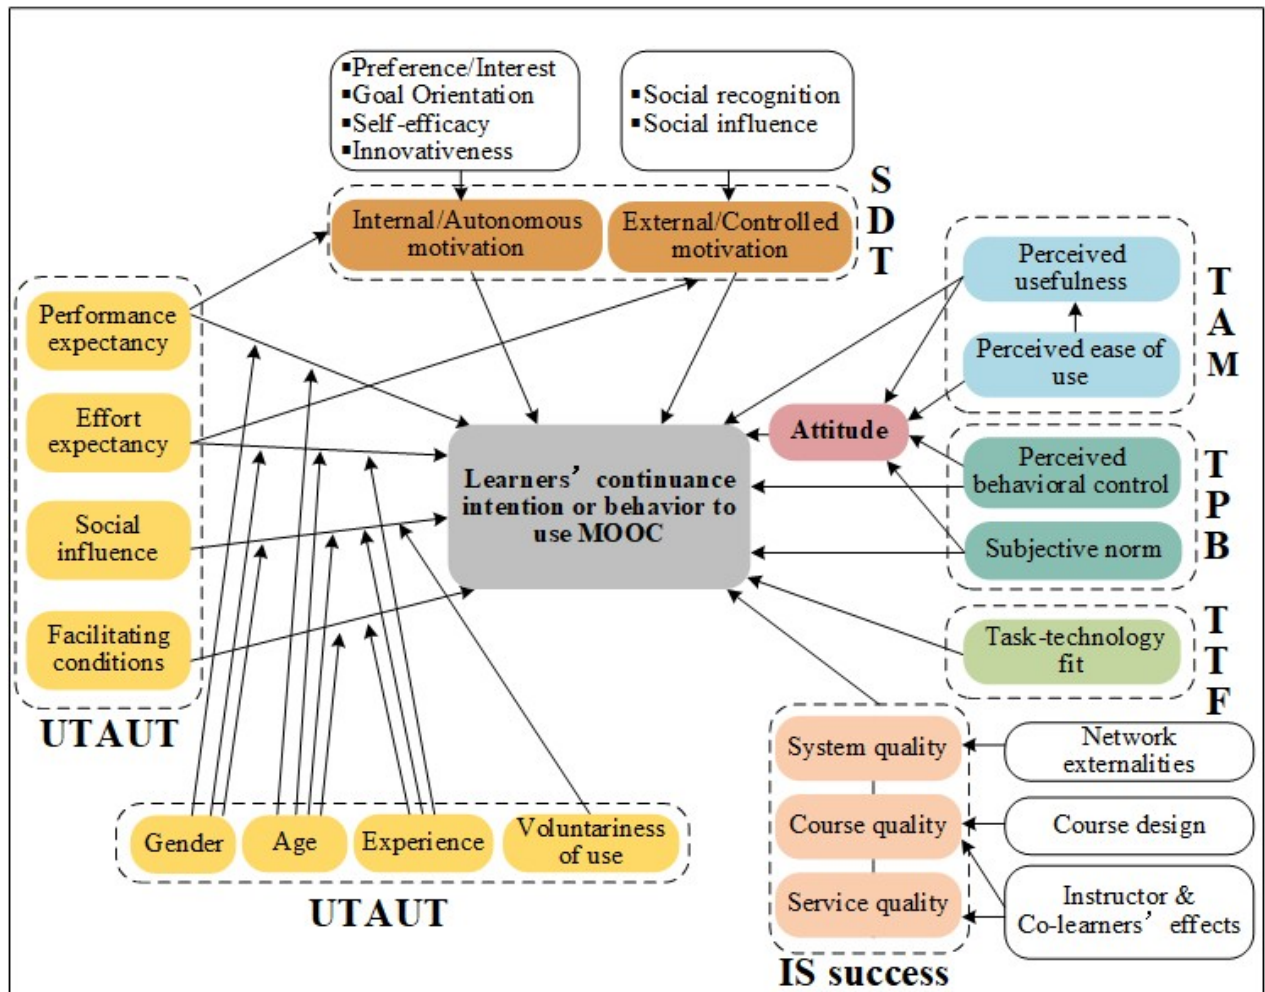 ▪Preference/Interest
▪Goal Orientation
▪Self-efficacy
▪Innovativeness
▪Social recognition
▪Social influence
S
D
T
Internal/Autonomous
motivation
External/Controlled
motivation
Performance
expectancy
Effort
expectancy
Social
influence
Facilitating
conditions
UTAUT
Learners’ continuance
intention or behavior to
use MOOC
Attitude
Perceived
usefulness
Perceived ease of
use
T
A
M
Perceived
behavioral control
Subjective norm
T
P
B
Task-technology
fit
T
T
F
Gender
Age
Experience
Voluntariness
of use
UTAUT
System quality
Course quality
Service quality
IS success
Network
externalities
Course design
Instructor &
Co-learners’ effects